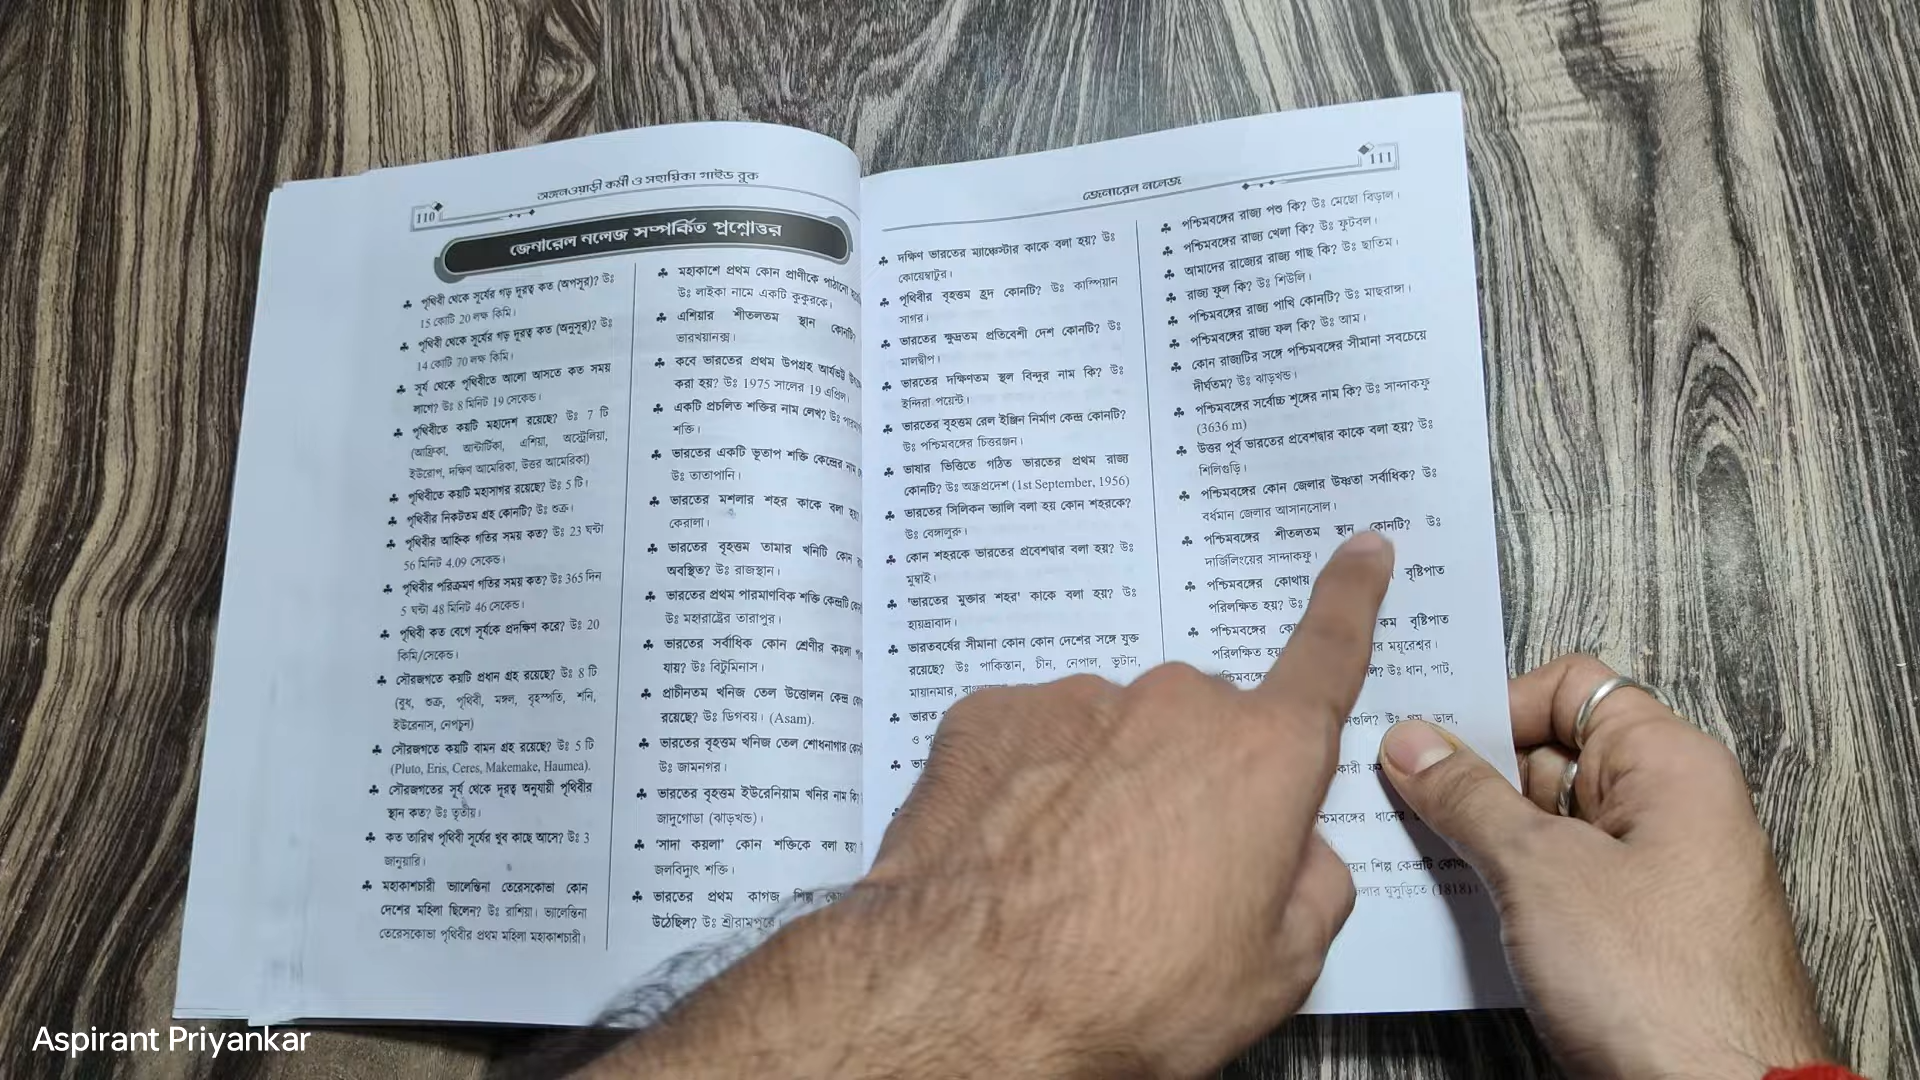 অঙ্গনওয়াড়ী কর্মী ও সহায়িকা গাইড বুক
110
জেনারেল নলেজ সম্পর্কিত প্রশ্নোত্তর
পৃথিবী থেকে সূর্যের গড় দূরত্ব কত (অপসূর)? উঃ
15 কোটি 20 লক্ষ কিমি।
পৃথিবী থেকে সূর্যের গড় দূরত্ব কত (অনুসূর)? উঃ
14 কোটি 70 লক্ষ কিমি।
সূর্য থেকে পৃথিবীতে আলো আসতে কত সময়
লাগে? উঃ 8 মিনিট 19 সেকেন্ড।
পৃথিবীতে কয়টি মহাদেশ রয়েছে? উঃ 7 টি
(আফ্রিকা, আন্টার্টিকা, এশিয়া, অস্ট্রেলিয়া,
ইউরোপ, দক্ষিণ আমেরিকা, উত্তর আমেরিকা)
পৃথিবীতে কয়টি মহাসাগর রয়েছে? উঃ 5 টি।
পৃথিবীর নিকটতম গ্রহ কোনটি? উঃ শুক্র।
পৃথিবীর আহ্নিক গতির সময় কত? উঃ 23 ঘন্টা
56 মিনিট 4.09 সেকেন্ড।
পৃথিবীর পরিক্রমণ গতির সময় কত? উঃ 365 দিন
5 ঘন্টা 48 মিনিট 46 সেকেন্ড।
পৃথিবী কত বেগে সূর্যকে প্রদক্ষিণ করে? উঃ 20
কিমি/সেকেন্ড।
সৌরজগতে কয়টি প্রধান গ্রহ রয়েছে? উঃ 8 টি
(বুধ, শুক্র, পৃথিবী, মঙ্গল, বৃহস্পতি, শনি,
ইউরেনাস, নেপচুন)
সৌরজগতে কয়টি বামন গ্রহ রয়েছে? উঃ 5 টি
(Pluto, Eris, Ceres, Makemake, Haumea).
সৌরজগতের সূর্য থেকে দূরত্ব অনুযায়ী পৃথিবীর
স্থান কত? উঃ তৃতীয়।
কত তারিখ পৃথিবী সূর্যের খুব কাছে আসে? উঃ 3
জানুয়ারি।
মহাকাশচারী ভ্যালেন্তিনা তেরেসকোভা কোন
দেশের মহিলা ছিলেন? উঃ রাশিয়া। ভ্যালেন্তিনা
তেরেসকোভা পৃথিবীর প্রথম মহিলা মহাকাশচারী।
মহাকাশে প্রথম কোন প্রাণীকে পাঠানো
উঃ লাইকা নামে একটি কুকুরকে।
এশিয়ার শীতলতম স্থান কোনটি?
ভারখয়ানস্ক।
কবে ভারতের প্রথম উপগ্রহ আর্যভট্ট
করা হয়? উঃ 1975 সালের 19 এপ্রিল।
একটি প্রচলিত শক্তির নাম লেখ? উঃ
শক্তি।
ভারতের একটি ভূতাপ শক্তি কেন্দ্রের নাম
উঃ তাতাপানি।
ভারতের মশলার শহর কাকে বলা হয়?
কেরালা।
ভারতের বৃহত্তম তামার খনিটি কোন
অবস্থিত? উঃ রাজস্থান।
ভারতের প্রথম পারমাণবিক শক্তি কেন্দ্রটি
উঃ মহারাষ্ট্রের তারাপুর।
ভারতের সর্বাধিক কোন শ্রেণীর কয়লা
যায়? উঃ বিটুমিনাস।
প্রাচীনতম খনিজ তেল উত্তোলন কেন্দ্র
রয়েছে? উঃ ডিগবয়। (Asam).
ভারতের বৃহত্তম খনিজ তেল শোধনাগার
উঃ জামনগর।
ভারতের বৃহত্তম ইউরেনিয়াম খনির নাম কি?
জাদুগোডা (ঝাড়খন্ড)।
'সাদা কয়লা' কোন শক্তিকে বলা হয়?
জলবিদ্যুৎ শক্তি।
ভারতের প্রথম কাগজ শিল্প
উঠেছিল? উঃ শ্রীরামপুরে।
জেনারেল নলেজ
111
দক্ষিণ ভারতের ম্যাঞ্চেস্টার কাকে বলা হয়? উঃ
কোয়েম্বাটুর।
পৃথিবীর বৃহত্তম হ্রদ কোনটি? উঃ কাস্পিয়ান
সাগর।
ভারতের ক্ষুদ্রতম প্রতিবেশী দেশ কোনটি? উঃ
মালদ্বীপ।
ভারতের দক্ষিণতম স্থল বিন্দুর নাম কি? উঃ
ইন্দিরা পয়েন্ট।
ভারতের বৃহত্তম রেল ইঞ্জিন নির্মাণ কেন্দ্র কোনটি?
উঃ পশ্চিমবঙ্গের চিত্তরঞ্জন।
ভাষার ভিত্তিতে গঠিত ভারতের প্রথম রাজ্য
কোনটি? উঃ অন্ধ্রপ্রদেশ (1st September, 1956)
ভারতের সিলিকন ভ্যালি বলা হয় কোন শহরকে?
উঃ বেঙ্গালুরু।
কোন শহরকে ভারতের প্রবেশদ্বার বলা হয়? উঃ
মুম্বাই।
'ভারতের মুক্তার শহর' কাকে বলা হয়? উঃ
হায়দ্রাবাদ।
ভারতবর্ষের সীমানা কোন কোন দেশের সঙ্গে যুক্ত
রয়েছে? উঃ পাকিস্তান, চীন, নেপাল, ভুটান,
মায়ানমার,
ভারত
ও
পশ্চিমবঙ্গের রাজ্য পশু কি? উঃ মেছো বিড়াল।
পশ্চিমবঙ্গের রাজ্য খেলা কি? উঃ ফুটবল।
আমাদের রাজ্যের রাজ্য গাছ কি? উঃ ছাতিম।
রাজ্য ফুল কি? উঃ শিউলি।
পশ্চিমবঙ্গের রাজ্য পাখি কোনটি? উঃ মাছরাঙ্গা।
পশ্চিমবঙ্গের রাজ্য ফল কি? উঃ আম।
কোন রাজ্যটির সঙ্গে পশ্চিমবঙ্গের সীমানা সবচেয়ে
দীর্ঘতম? উঃ ঝাড়খন্ড।
পশ্চিমবঙ্গের সর্বোচ্চ শৃঙ্গের নাম কি? উঃ সান্দাকফু
(3636 m)
উত্তর পূর্ব ভারতের প্রবেশদ্বার কাকে বলা হয়? উঃ
শিলিগুড়ি।
পশ্চিমবঙ্গের কোন জেলার উষ্ণতা সর্বাধিক? উঃ
বর্ধমান জেলার আসানসোল।
পশ্চিমবঙ্গের শীতলতম স্থান কোনটি? উঃ
দার্জিলিংয়ের সান্দাকফু।
পশ্চিমবঙ্গের কোথায় বৃষ্টিপাত
পরিলক্ষিত হয়? উঃ
পশ্চিমবঙ্গের কম বৃষ্টিপাত
পরিলক্ষিত ময়ূরেশ্বর।
উঃ ধান, পাট,
উঃ গম, ডাল,
ধানের
শিল্প কেন্দ্রটি
ঘুসুড়িতে (1818)।
Aspirant Priyankar